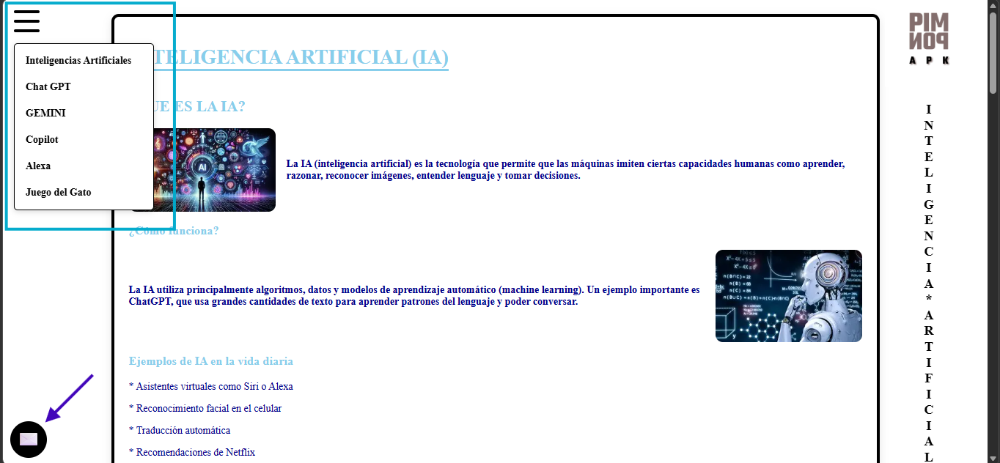 Inteligencias Artificiales
Chat GPT
GEMINI
Copilot
Alexa
Juego del Gato
TELIGENCIA ARTIFICIAL (IA)
UE ES LA IA?
AI
La IA (inteligencia artificial) es la tecnología que permite que las máquinas imiten ciertas capacidades humanas como aprender,
razonar, reconocer imágenes, entender lenguaje y tomar decisiones.
¿Cómo funciona?
La IA utiliza principalmente algoritmos, datos y modelos de aprendizaje automático (machine learning). Un ejemplo importante es
ChatGPT, que usa grandes cantidades de texto para aprender patrones del lenguaje y poder conversar.
Ejemplos de IA en la vida diaria
* Asistentes virtuales como Siri o Alexa
* Reconocimiento facial en el celular
* Traducción automática
* Recomendaciones de Netflix
PIM
PON
APK
INTELIGENCIA*ARTIFICIAL